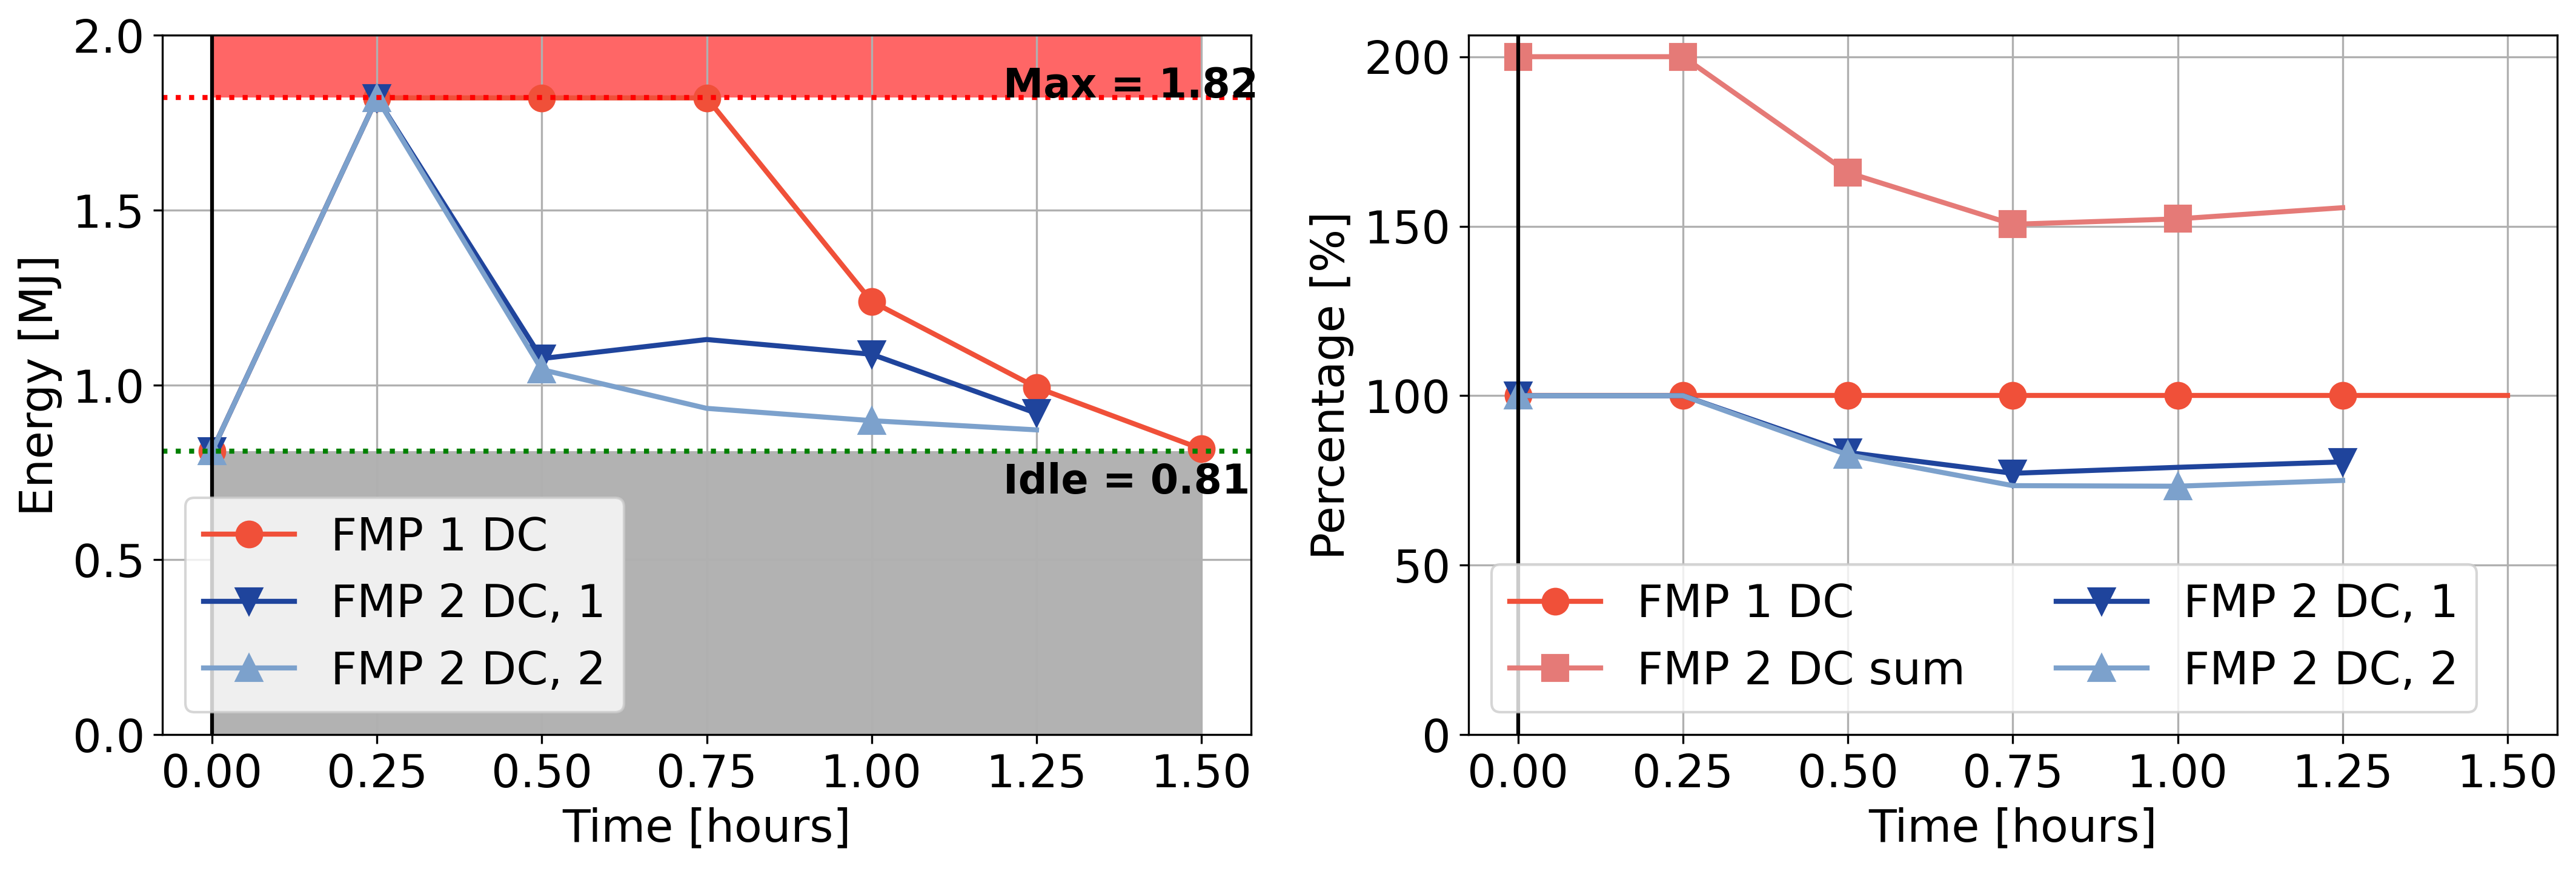 Energy [MJ]
2.0
1.5
1.0
0.5
0.0
Max = 1.82
Idle = 0.81
FMP 1 DC
FMP 2 DC, 1
FMP 2 DC, 2
0.00 0.25 0.50 0.75 1.00 1.25 1.50
Time [hours]
Percentage [%]
200
150
100
50
0
FMP 1 DC
FMP 2 DC sum
FMP 2 DC, 1
FMP 2 DC, 2
0.00 0.25 0.50 0.75 1.00 1.25 1.50
Time [hours]